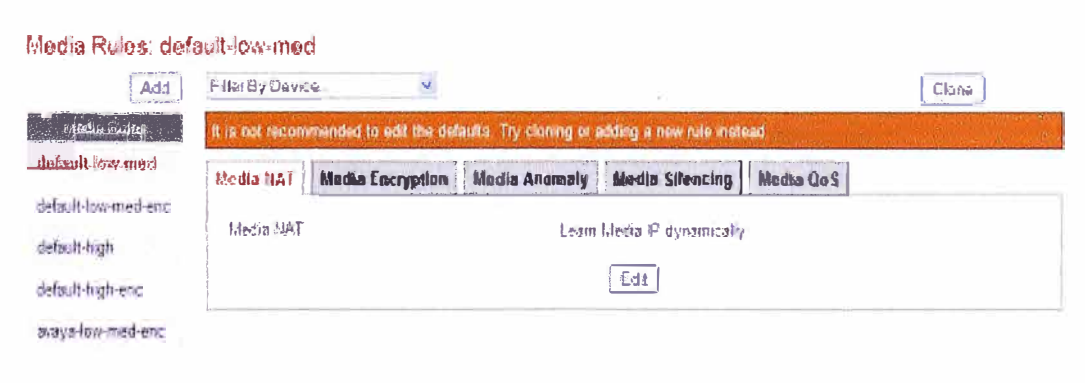 Media Rules: default-low-med
Add
Filter By Device...
Clone
Media Rules
It is not recommended to edit the defaults. Try cloning or adding a new rule instead.
default-low-med
default-low-med-enc
default-high
default-high-enc
avaya-low-med-enc
Media NAT Media Encryption Media Anomaly Media Silencing Media QoS
Media NAT Learn Media IP dynamically
Edit